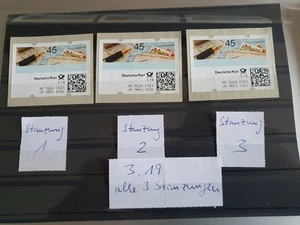 45
45
45
Deutsche Post
Deutsche Post
Deutsche Post
Stanzung
1
Stanzung
2
Stanzung
3
3.19
alle 3 Stanzungen